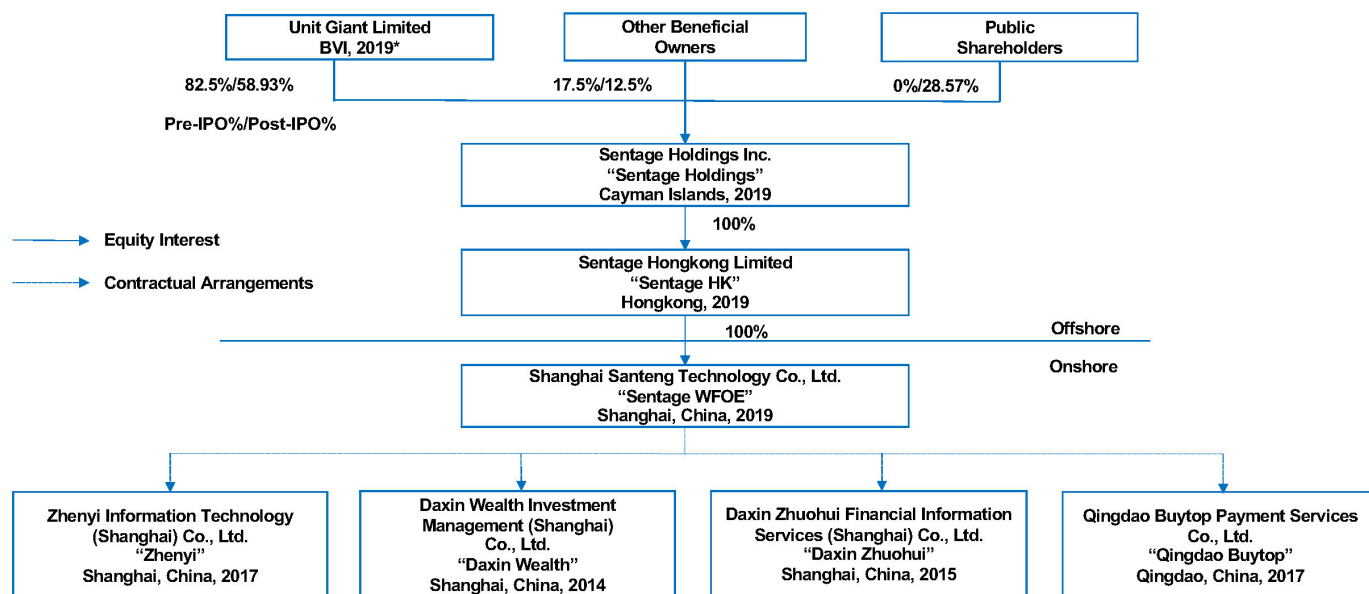 Unit Giant Limited
BVI, 2019*
Other Beneficial
Owners
Public
Shareholders
82.5%/58.93%
17.5%/12.5%
0%/28.57%
Pre-IPO%/Post-IPO%
Sentage Holdings Inc.
“Sentage Holdings”
Cayman Islands, 2019
100%
Equity Interest
Contractual Arrangements
Sentage Hongkong Limited
“Sentage HK”
Hongkong, 2019
100%
Offshore
Onshore
Shanghai Santeng Technology Co., Ltd.
“Sentage WFOE”
Shanghai, China, 2019
Zhenyi Information Technology
(Shanghai) Co., Ltd.
“Zhenyi”
Shanghai, China, 2017
Daxin Wealth Investment
Management (Shanghai)
Co., Ltd.
“Daxin Wealth”
Shanghai, China, 2014
Daxin Zhuohui Financial Information
Services (Shanghai) Co., Ltd.
“Daxin Zhuohui”
Shanghai, China, 2015
Qingdao Buytop Payment Services
Co., Ltd.
“Qingdao Buytop”
Qingdao, China, 2017